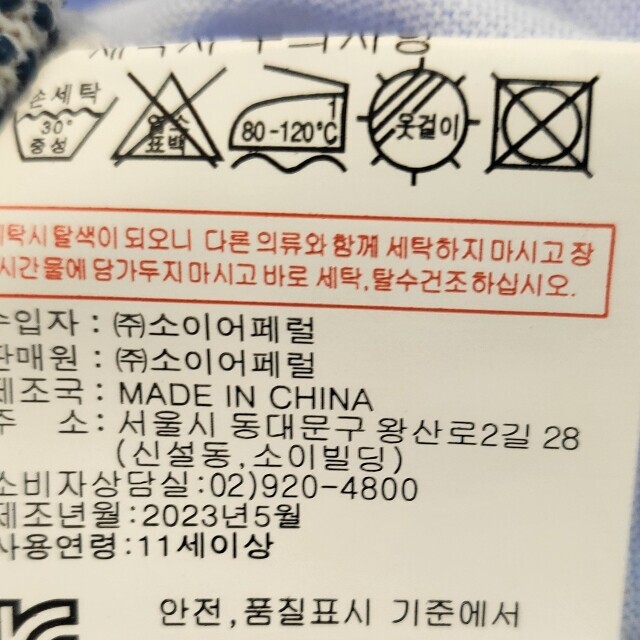 손세탁
30°
중성
염소
표백
1
80-120°C
옷걸이
탈색이 되오니 다른 의류와 함께 세탁하지 마시고 장
시간 물에 담가두지 마시고 바로 세탁,탈수건조하십시오.
수입자 : ㈜소이어페럴
판매원 : ㈜소이어페럴
제조국 : MADE IN CHINA
주 소 : 서울시 동대문구 왕산로2길 28
(신설동,소이빌딩)
소비자상담실:02)920-4800
제조년월:2023년5월
사용연령:11세이상
안전,품질표시 기준에서